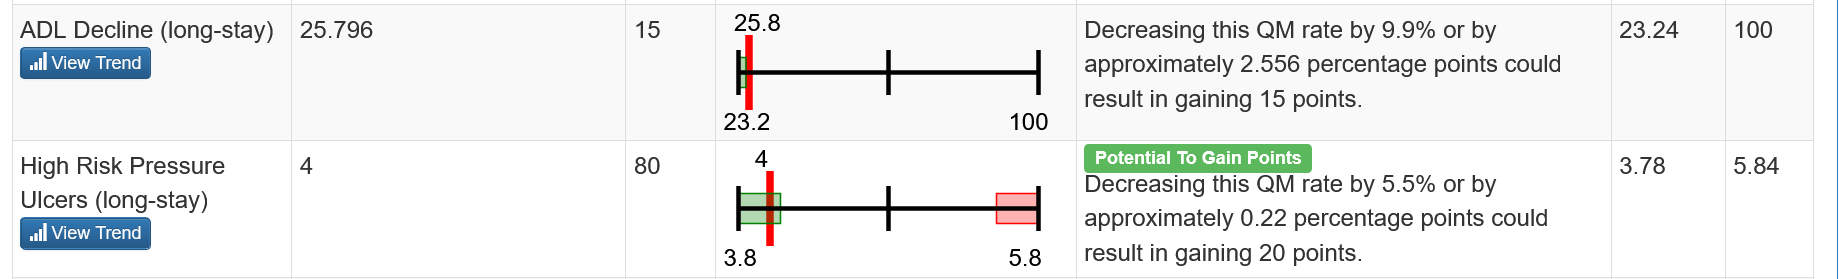 ADL Decline (long-stay)
View Trend
25.796
15
25.8
23.2
100
Decreasing this QM rate by 9.9% or by
approximately 2.556 percentage points could
result in gaining 15 points.
23.24
100
High Risk Pressure
Ulcers (long-stay)
View Trend
4
80
4
3.8
5.8
Potential To Gain Points
Decreasing this QM rate by 5.5% or by
approximately 0.22 percentage points could
result in gaining 20 points.
3.78
5.84